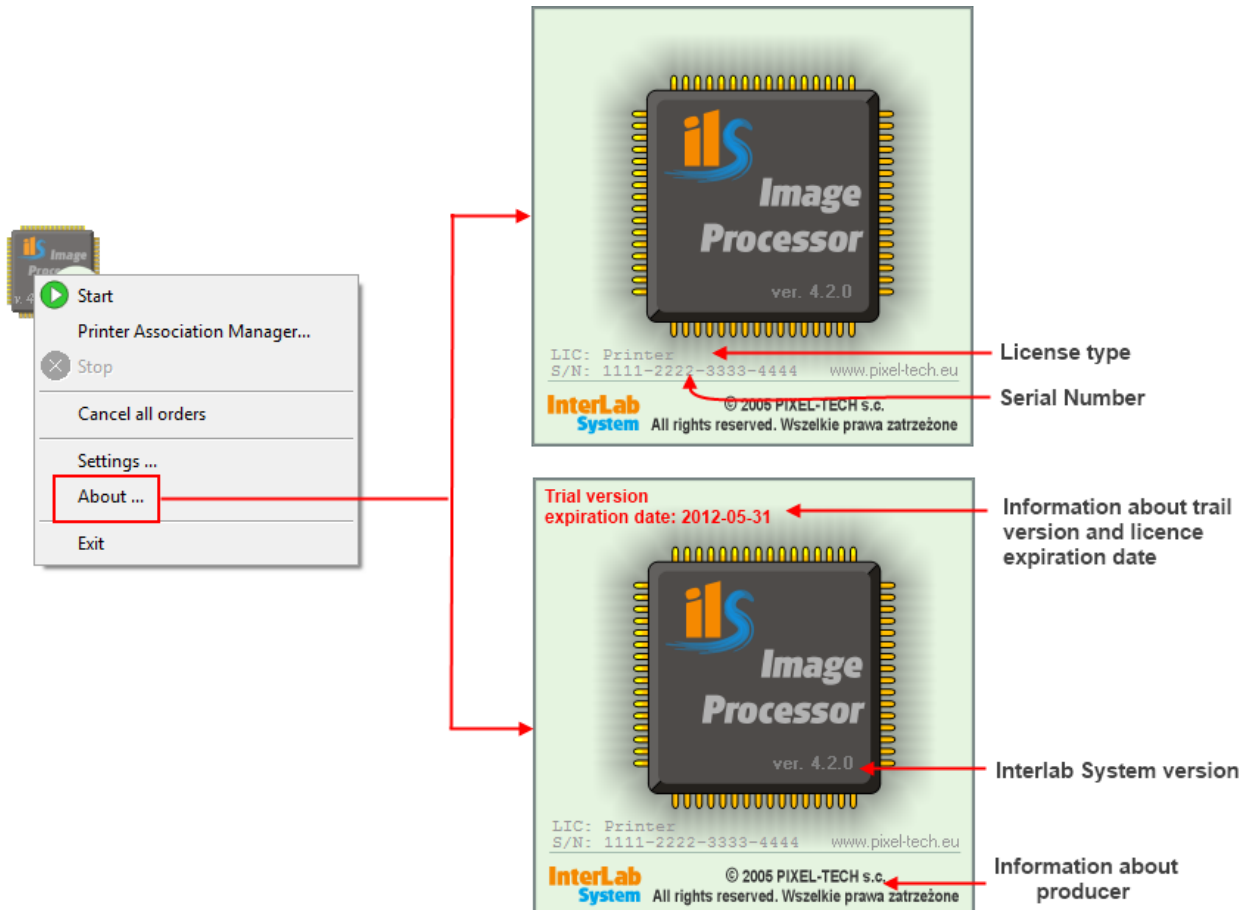 ils Image
v. 4
Start
Printer Association Manager...
Stop
Cancel all orders
Settings ...
About ...
Exit
ils
Image
Processor
ver. 4.2.0
LIC: Printer
S/N: 1111-2222-3333-4444 www.pixel-tech.eu
InterLab © 2005 PIXEL-TECH s.c.
System All rights reserved. Wszelkie prawa zatrzeżone
License type
Serial Number
Trial version
expiration date: 2012-05-31
ils
Image
Processor
ver. 4.2.0
LIC: Printer
S/N: 1111-2222-3333-4444 www.pixel-tech.eu
InterLab © 2005 PIXEL-TECH s.c.
System All rights reserved. Wszelkie prawa zatrzeżone
Information about trail
version and licence
expiration date
Interlab System version
Information about
producer